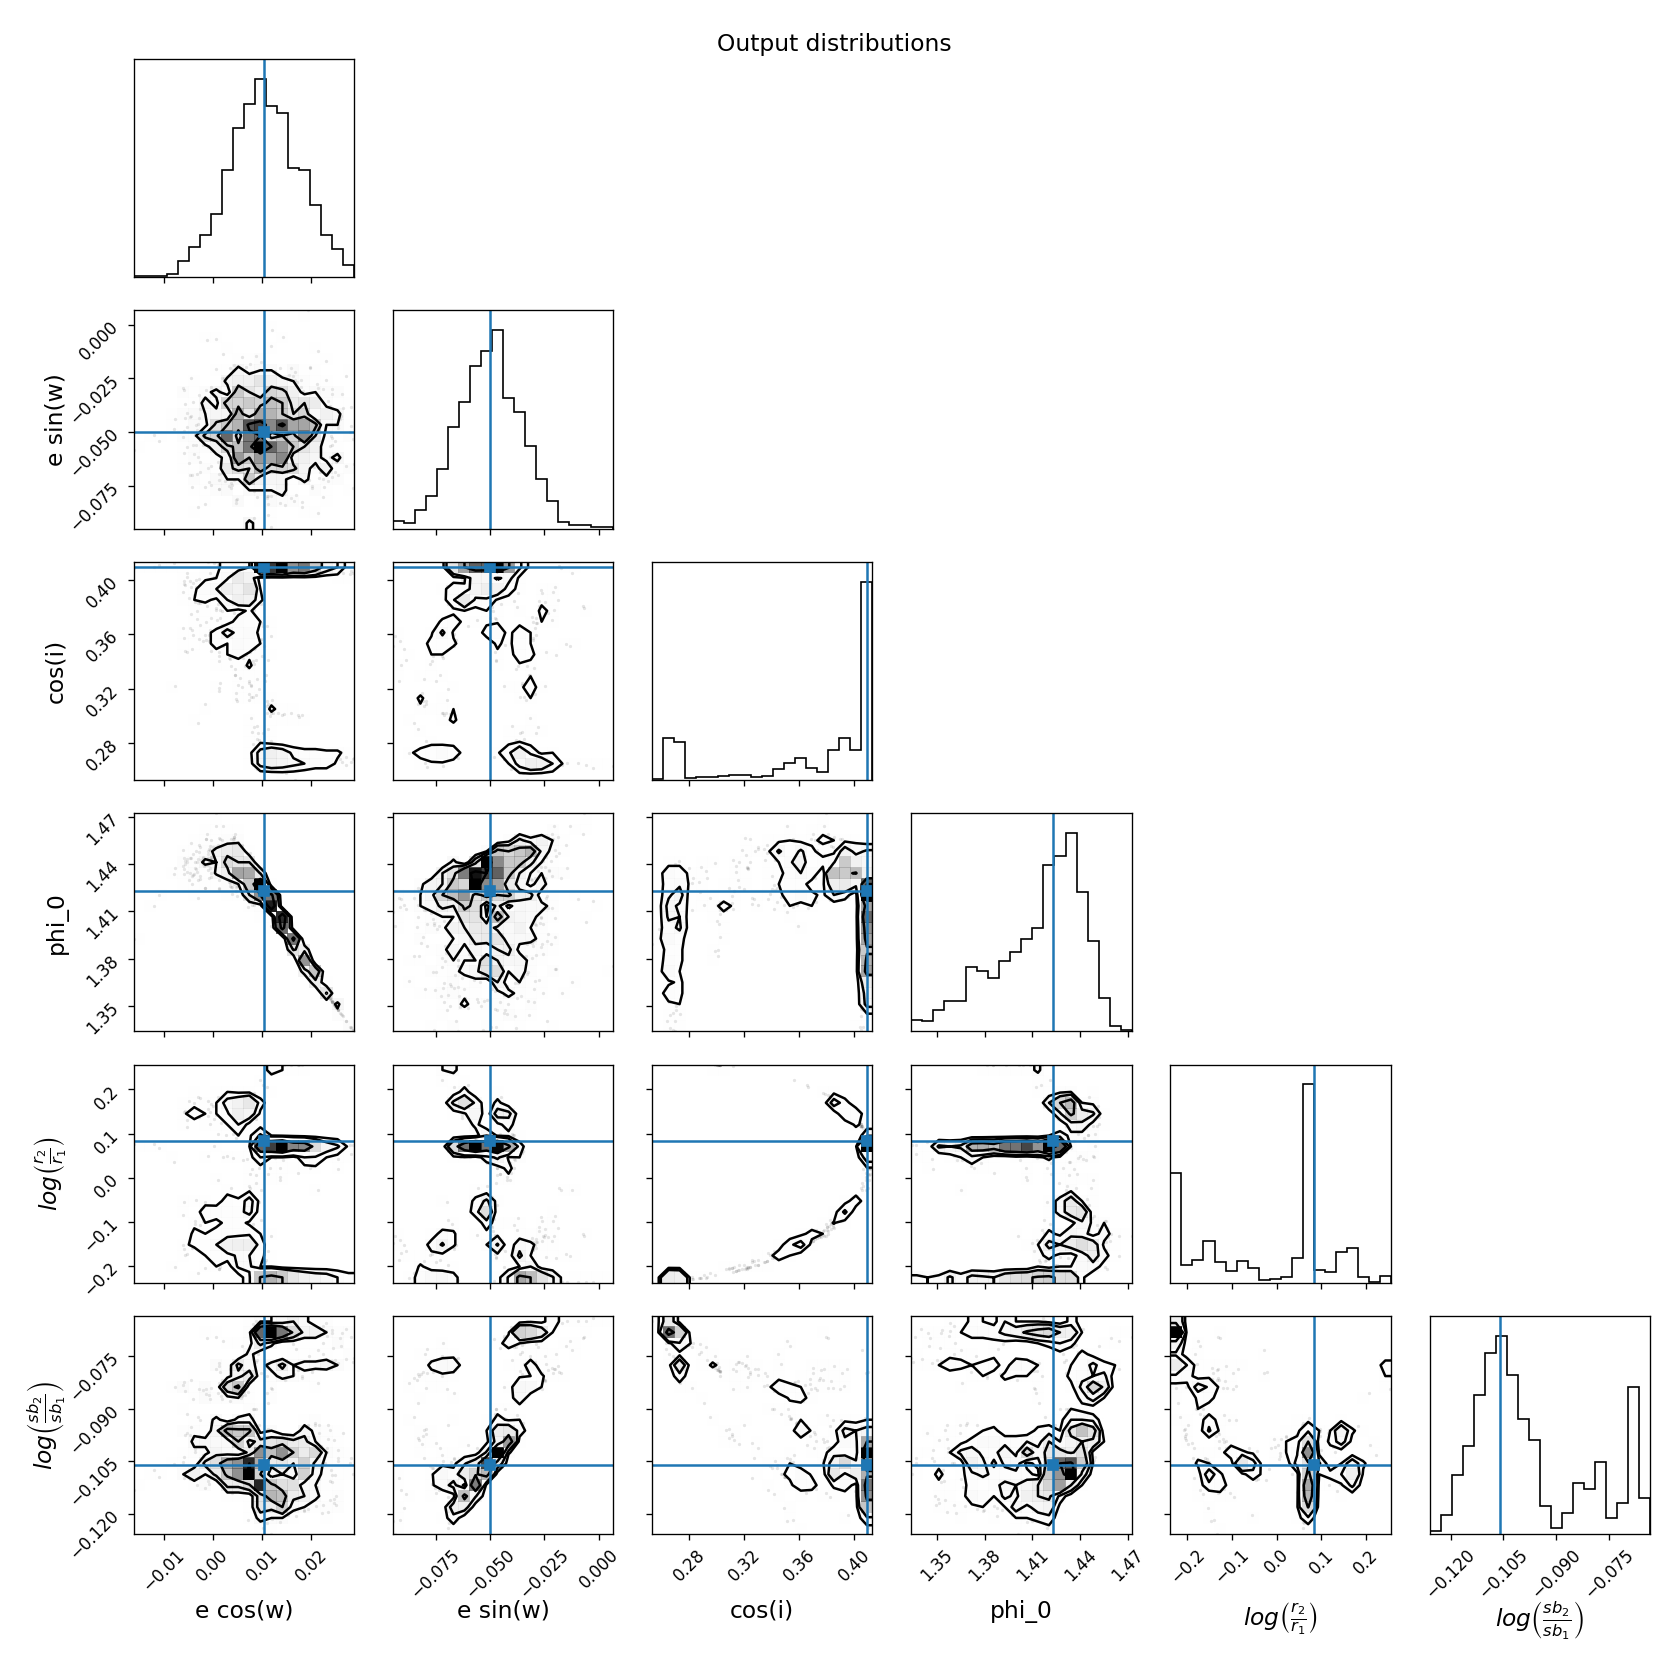 Output distributions
0.000
−0.025
−0.050
−0.075
e sin(w)
0.40
0.36
0.32
0.28
cos(i)
1.47
1.44
1.41
1.38
1.35
phi_0
0.2
0.1
0.0
−0.1
−0.2
log(r₂/r₁)
−0.075
−0.090
−0.105
−0.120
log(sb₂/sb₁)
−0.01 0.00 0.01 0.02
−0.075 −0.050 −0.025 0.000
0.28 0.32 0.36 0.40
1.35 1.38 1.41 1.44 1.47
−0.2 −0.1 0.0 0.1 0.2
−0.120 −0.105 −0.090 −0.075
e cos(w) e sin(w) cos(i) phi_0 log(r₂/r₁) log(sb₂/sb₁)